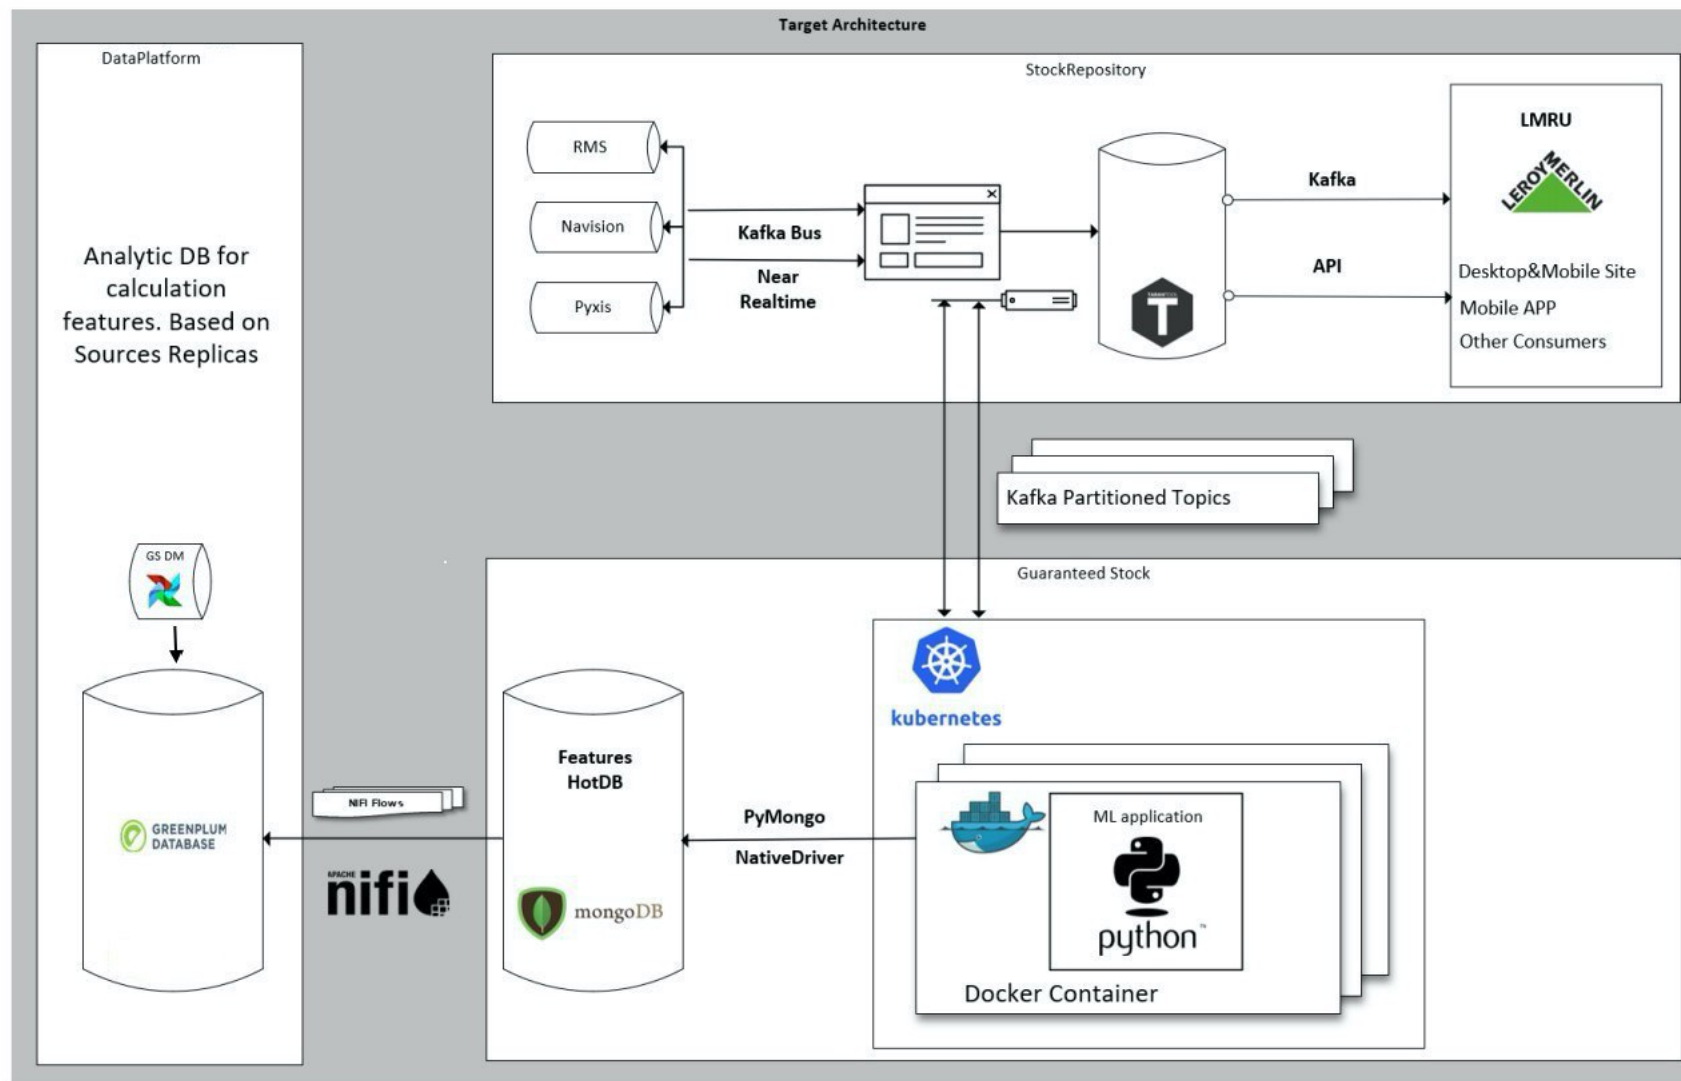 Target Architecture
DataPlatform
Analytic DB for
calculation
features. Based on
Sources Replicas
GS DM
GREENPLUM
DATABASE
NIFI Flows
APACHE
nifi
StockRepository
RMS
Navision
Pyxis
Kafka Bus
Near
Realtime
T
Kafka
API
LMRU
LEROY MERLIN
Desktop&Mobile Site
Mobile APP
Other Consumers
Kafka Partitioned Topics
Guaranteed Stock
kubernetes
Features
HotDB
mongoDB
PyMongo
NativeDriver
ML application
python™
Docker Container